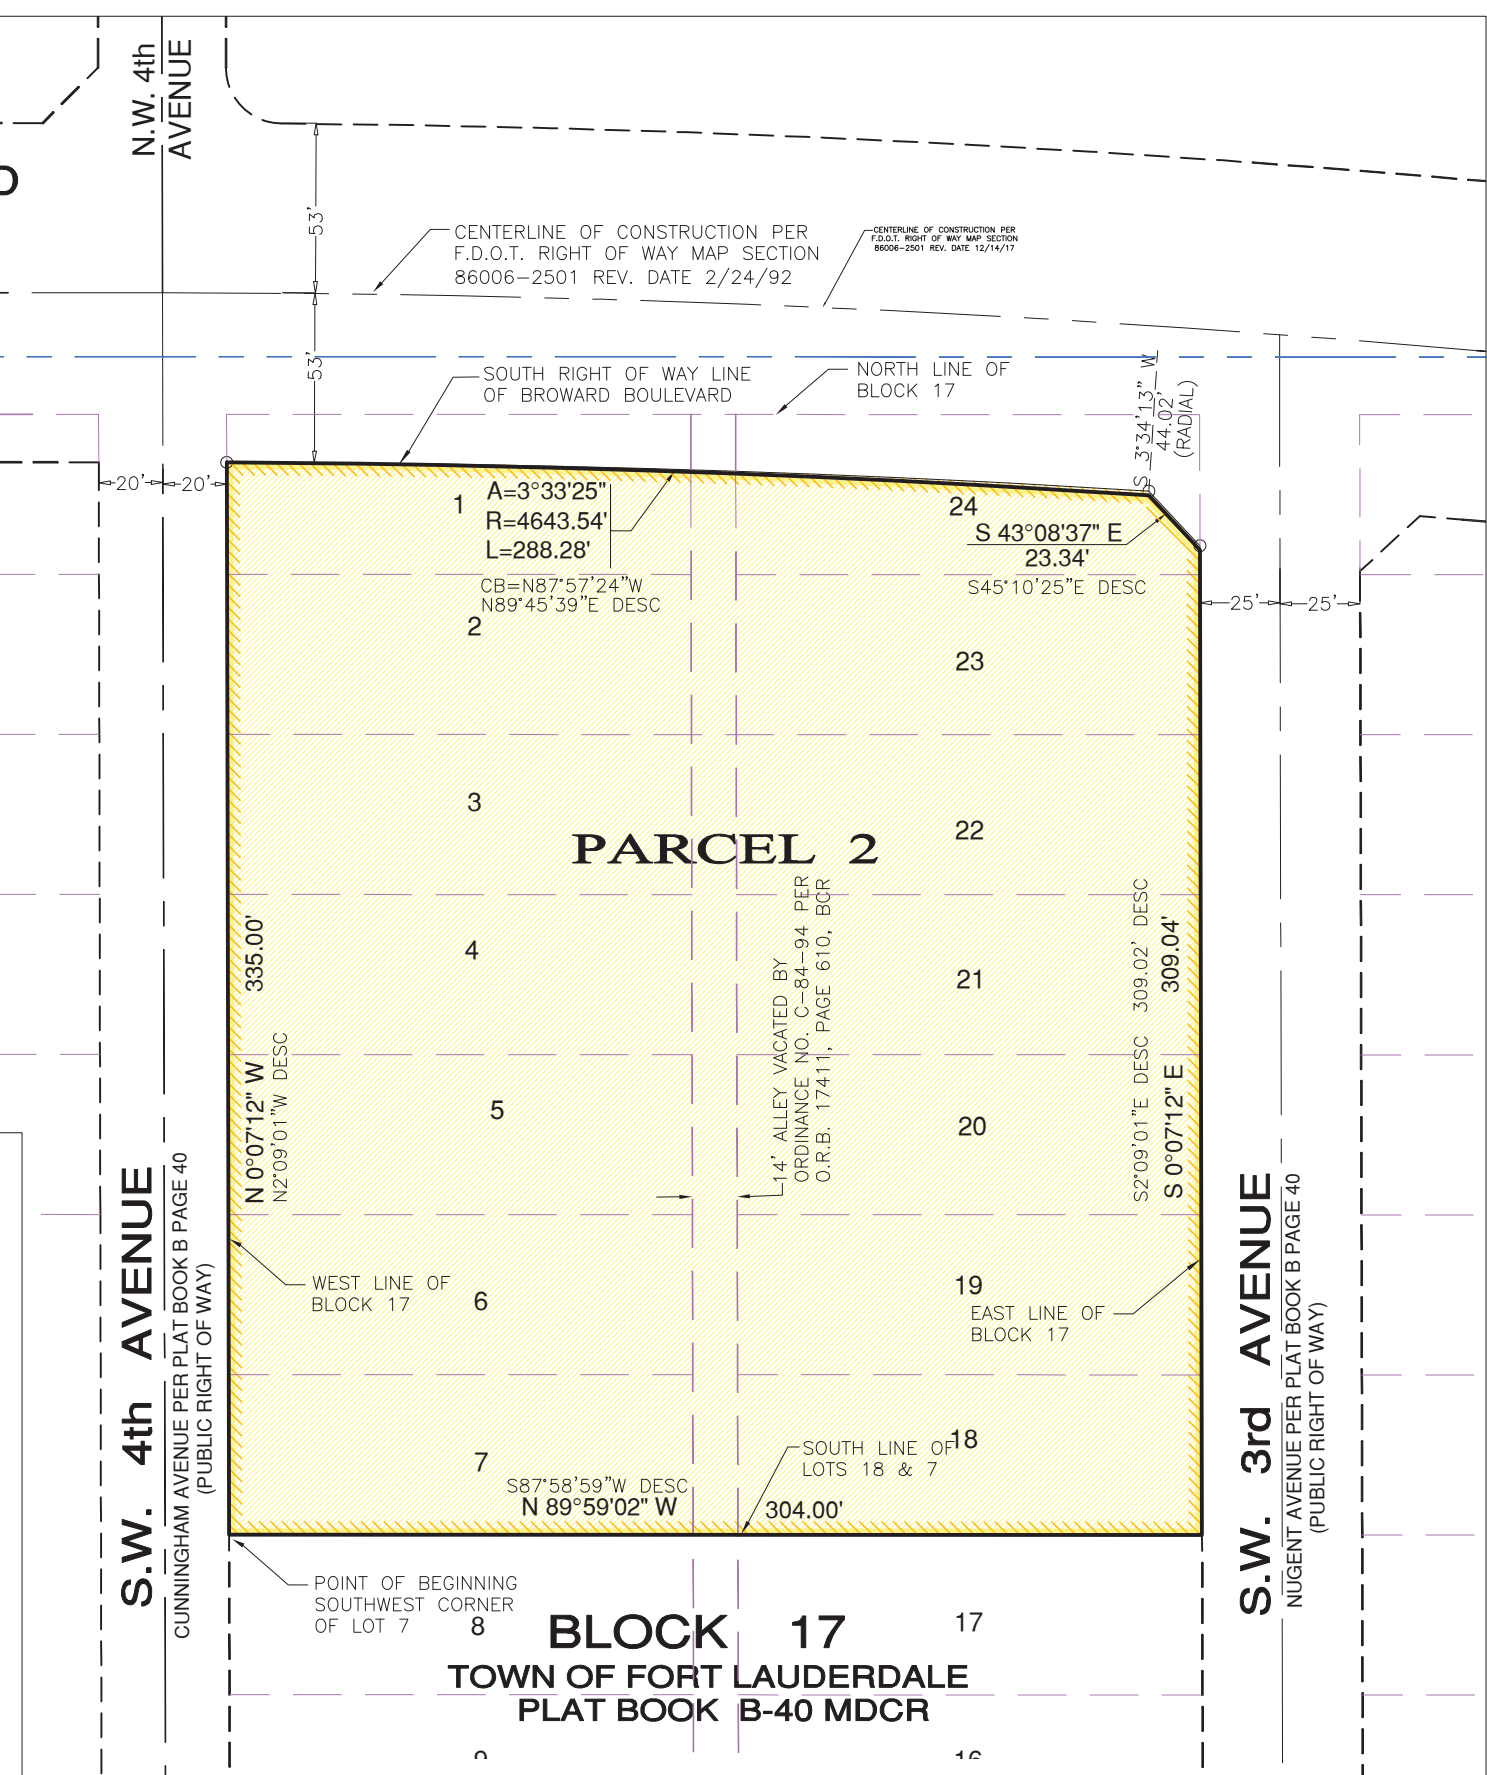 N.W. 4th
AVENUE
53'
CENTERLINE OF CONSTRUCTION PER
F.D.O.T. RIGHT OF WAY MAP SECTION
86006-2501 REV. DATE 2/24/92
CENTERLINE OF CONSTRUCTION PER
F.D.O.T. RIGHT OF WAY MAP SECTION
86006-2501 REV. DATE 12/14/17
53'
SOUTH RIGHT OF WAY LINE
OF BROWARD BOULEVARD
NORTH LINE OF
BLOCK 17
S 3°34'13" W
44.02'
(RADIAL)
20'
20'
1
A=3°33'25"
R=4643.54'
L=288.28'
CB=N87°57'24"W
N89°45'39"E DESC
24
S 43°08'37" E
23.34'
S45°10'25"E DESC
25'
25'
2
23
3
22
PARCEL 2
4
21
335.00'
N 0°07'12" W
N2°09'01"W DESC
14' ALLEY VACATED BY
ORDINANCE NO. C-84-94 PER
O.R.B. 17411, PAGE 610, BCR
S2°09'01"E DESC 309.02' DESC
S 0°07'12" E
309.04'
5
20
S.W. 4th AVENUE
CUNNINGHAM AVENUE PER PLAT BOOK B PAGE 40
(PUBLIC RIGHT OF WAY)
S.W. 3rd AVENUE
NUGENT AVENUE PER PLAT BOOK B PAGE 40
(PUBLIC RIGHT OF WAY)
WEST LINE OF
BLOCK 17
6
19
EAST LINE OF
BLOCK 17
7
18
SOUTH LINE OF
LOTS 18 & 7
S87°58'59"W DESC
N 89°59'02" W
304.00'
POINT OF BEGINNING
SOUTHWEST CORNER
OF LOT 7
8
17
BLOCK 17
TOWN OF FORT LAUDERDALE
PLAT BOOK B-40 MDCR
9
16